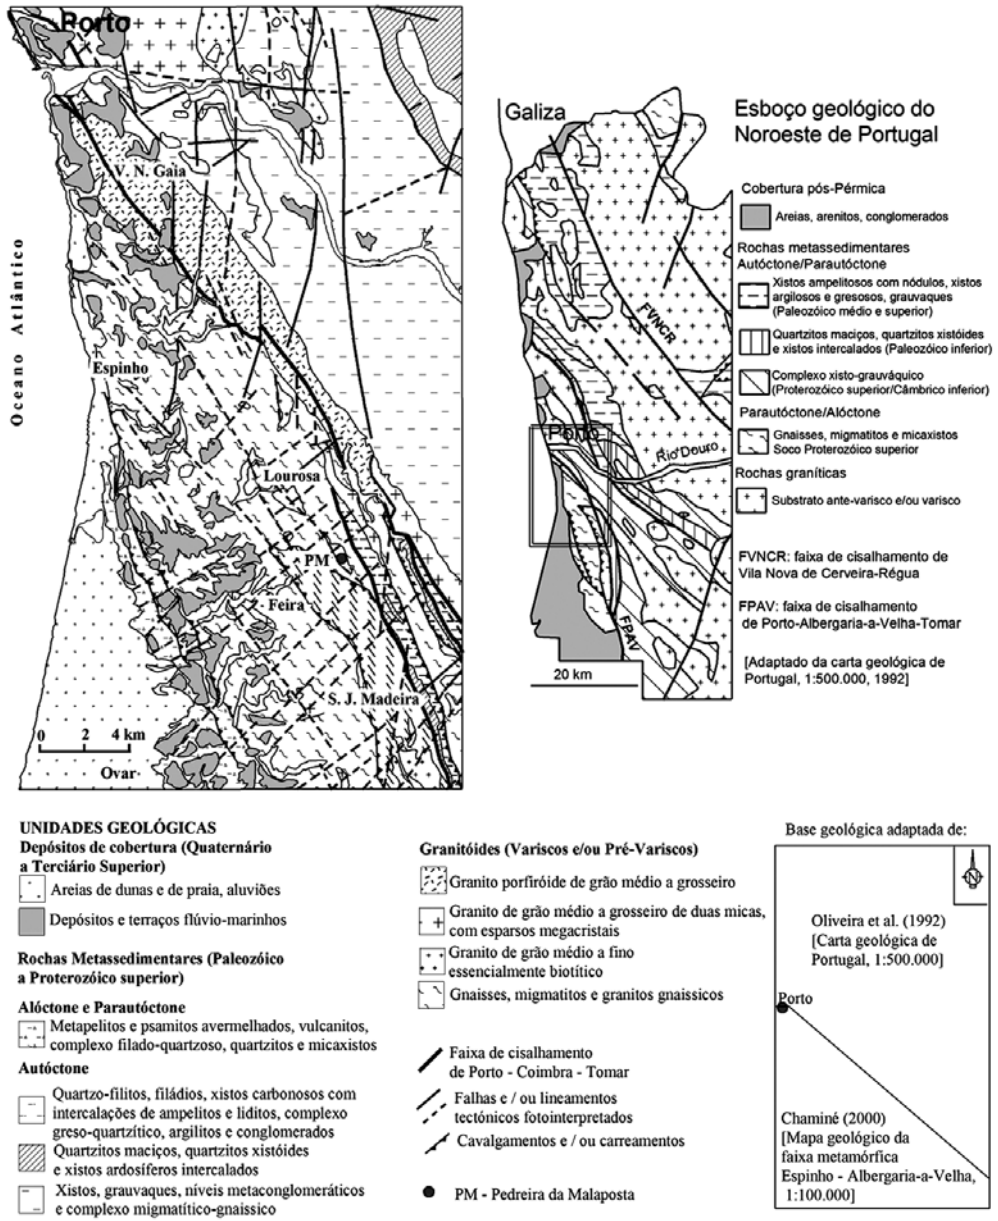 Porto
V. N. Gaia
Oceano Atlântico
Espinho
Lourosa
PM
Feira
S. J. Madeira
0 2 4 km
Ovar
Galiza
FVNCR
Porto
Rio Douro
FPAV
20 km
Esboço geológico do
Noroeste de Portugal
Cobertura pós-Pérmica
Areias, arenitos, conglomerados
Rochas metassedimentares
Autóctone/Parautóctone
Xistos ampelitosos com nódulos, xistos
argilosos e gresosos, grauvaques
(Paleozóico médio e superior)
Quartzitos maciços, quartzitos xistóides
e xistos intercalados (Paleozóico inferior)
Complexo xisto-grauváquico
(Proterozóico superior/Câmbrico inferior)
Parautóctone/Alóctone
Gnaisses, migmatitos e micaxistos
Soco Proterozóico superior
Rochas graníticas
Substrato ante-varisco e/ou varisco
FVNCR: faixa de cisalhamento de
Vila Nova de Cerveira-Régua
FPAV: faixa de cisalhamento
de Porto-Albergaria-a-Velha-Tomar
[Adaptado da carta geológica de
Portugal, 1:500.000, 1992]
UNIDADES GEOLÓGICAS
Depósitos de cobertura (Quaternário
a Terciário Superior)
Areias de dunas e de praia, aluviões
Depósitos e terraços flúvio-marinhos
Rochas Metassedimentares (Paleozóico
a Proterozóico superior)
Alóctone e Parautóctone
Metapelitos e psamitos avermelhados, vulcanitos,
complexo filado-quartzoso, quartzitos e micaxistos
Autóctone
Quartzo-filitos, filádios, xistos carbonosos com
intercalações de ampelitos e liditos, complexo
greso-quartzítico, argilitos e conglomerados
Quartzitos maciços, quartzitos xistóides
e xistos ardosíferos intercalados
Xistos, grauvaques, níveis metaconglomeráticos
e complexo migmatítico-gnaissico
Granitóides (Variscos e/ou Pré-Variscos)
Granito porfiróide de grão médio a grosseiro
Granito de grão médio a grosseiro de duas micas,
com esparsos megacristais
Granito de grão médio a fino
essencialmente biotítico
Gnaisses, migmatitos e granitos gnaissicos
Faixa de cisalhamento
de Porto - Coimbra - Tomar
Falhas e / ou lineamentos
tectónicos fotointerpretados
Cavalgamentos e / ou carreamentos
PM - Pedreira da Malaposta
Base geológica adaptada de:
N
Oliveira et al. (1992)
[Carta geológica de
Portugal, 1:500.000]
Porto
Chaminé (2000)
[Mapa geológico da
faixa metamórfica
Espinho - Albergaria-a-Velha,
1:100.000]